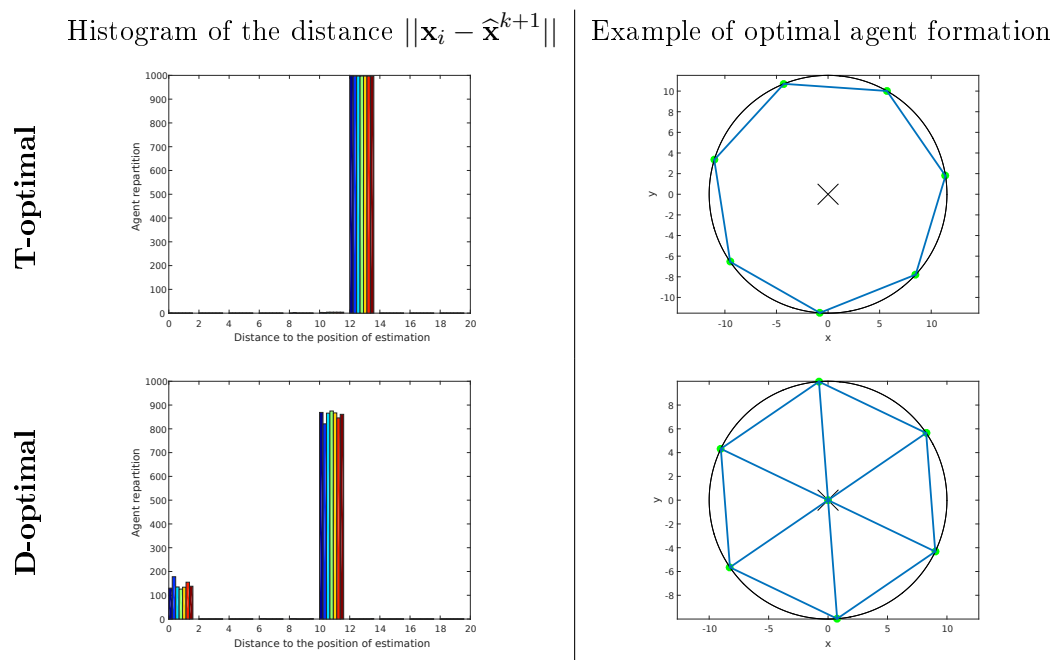 Histogram of the distance ||x_i − x̂^{k+1}||
Example of optimal agent formation
T-optimal
Agent repartition
1000
900
800
700
600
500
400
300
200
100
0
0 2 4 6 8 10 12 14 16 18 20
Distance to the position of estimation
y
10
8
6
4
2
0
-2
-4
-6
-8
-10
-10 -5 0 5 10
x
D-optimal
Agent repartition
1000
900
800
700
600
500
400
300
200
100
0
0 2 4 6 8 10 12 14 16 18 20
Distance to the position of estimation
y
8
6
4
2
0
-2
-4
-6
-8
-10 -5 0 5 10
x